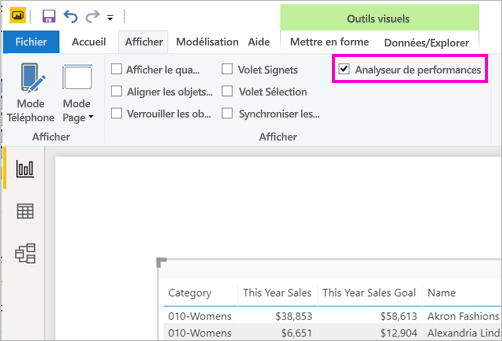 Outils visuels
Fichier Accueil Afficher Modélisation Aide Mettre en forme Données/Explorer
Afficher le qua... Volet Signets Analyseur de performances
Aligner les objets... Volet Sélection
Verrouiller les ob... Synchroniser les...
Mode Téléphone
Mode Page
Afficher Afficher
Category This Year Sales This Year Sales Goal Name
010-Womens $38,853 $58,613 Akron Fashions
010-Womens $6,651 $12,904 Alexandria Lind